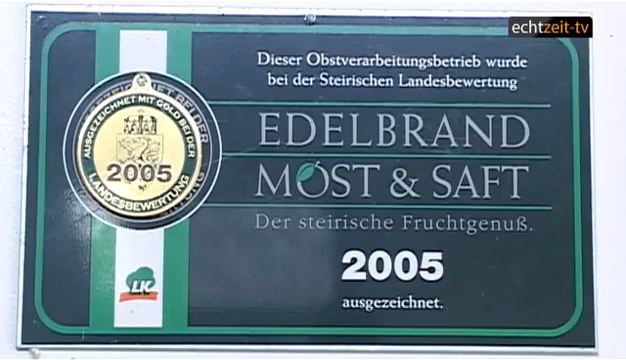 echtzeit-tv
Dieser Obstverarbeitungsbetrieb wurde
bei der Steirischen Landesbewertung
EDELBRAND
MOST & SAFT
Der steirische Fruchtgenuß.
2005
ausgezeichnet.
AUSGEZEICHNET MIT GOLD BEI DER
2005
LANDESBEWERTUNG
LK